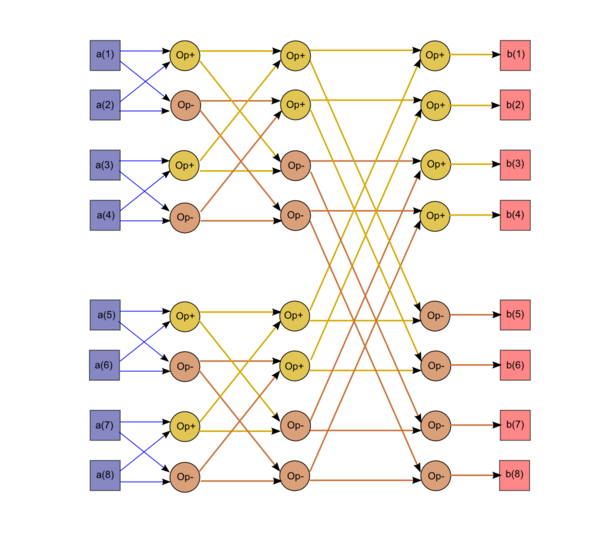 a(1) Op+ Op+ Op+ b(1)
a(2) Op- Op+ Op+ b(2)
a(3) Op+ Op- Op+ b(3)
a(4) Op- Op- Op+ b(4)
a(5) Op+ Op+ Op- b(5)
a(6) Op- Op+ Op- b(6)
a(7) Op+ Op- Op- b(7)
a(8) Op- Op- Op- b(8)